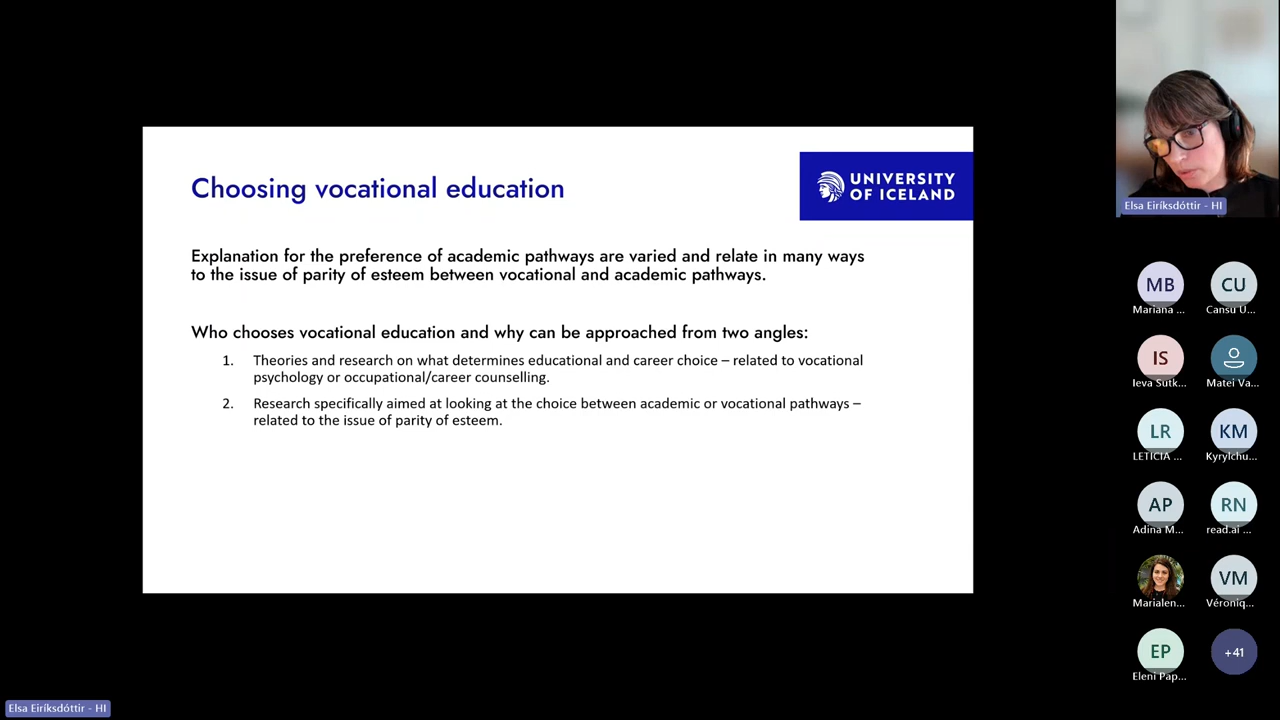 Choosing vocational education
UNIVERSITY
OF ICELAND
Explanation for the preference of academic pathways are varied and relate in many ways
to the issue of parity of esteem between vocational and academic pathways.
Who chooses vocational education and why can be approached from two angles:
1. Theories and research on what determines educational and career choice – related to vocational
psychology or occupational/career counselling.
2. Research specifically aimed at looking at the choice between academic or vocational pathways –
related to the issue of parity of esteem.
Elsa Eiríksdóttir - HI
MB
CU
Mariana ...
Cansu U...
IS
Ieva Sutk...
Matei Va...
LR
KM
LETICIA ...
Kyrylchu...
AP
RN
Adina M...
read.ai ...
VM
Marialen...
Véroniq...
EP
+41
Eleni Pap...
Elsa Eiríksdóttir - HI